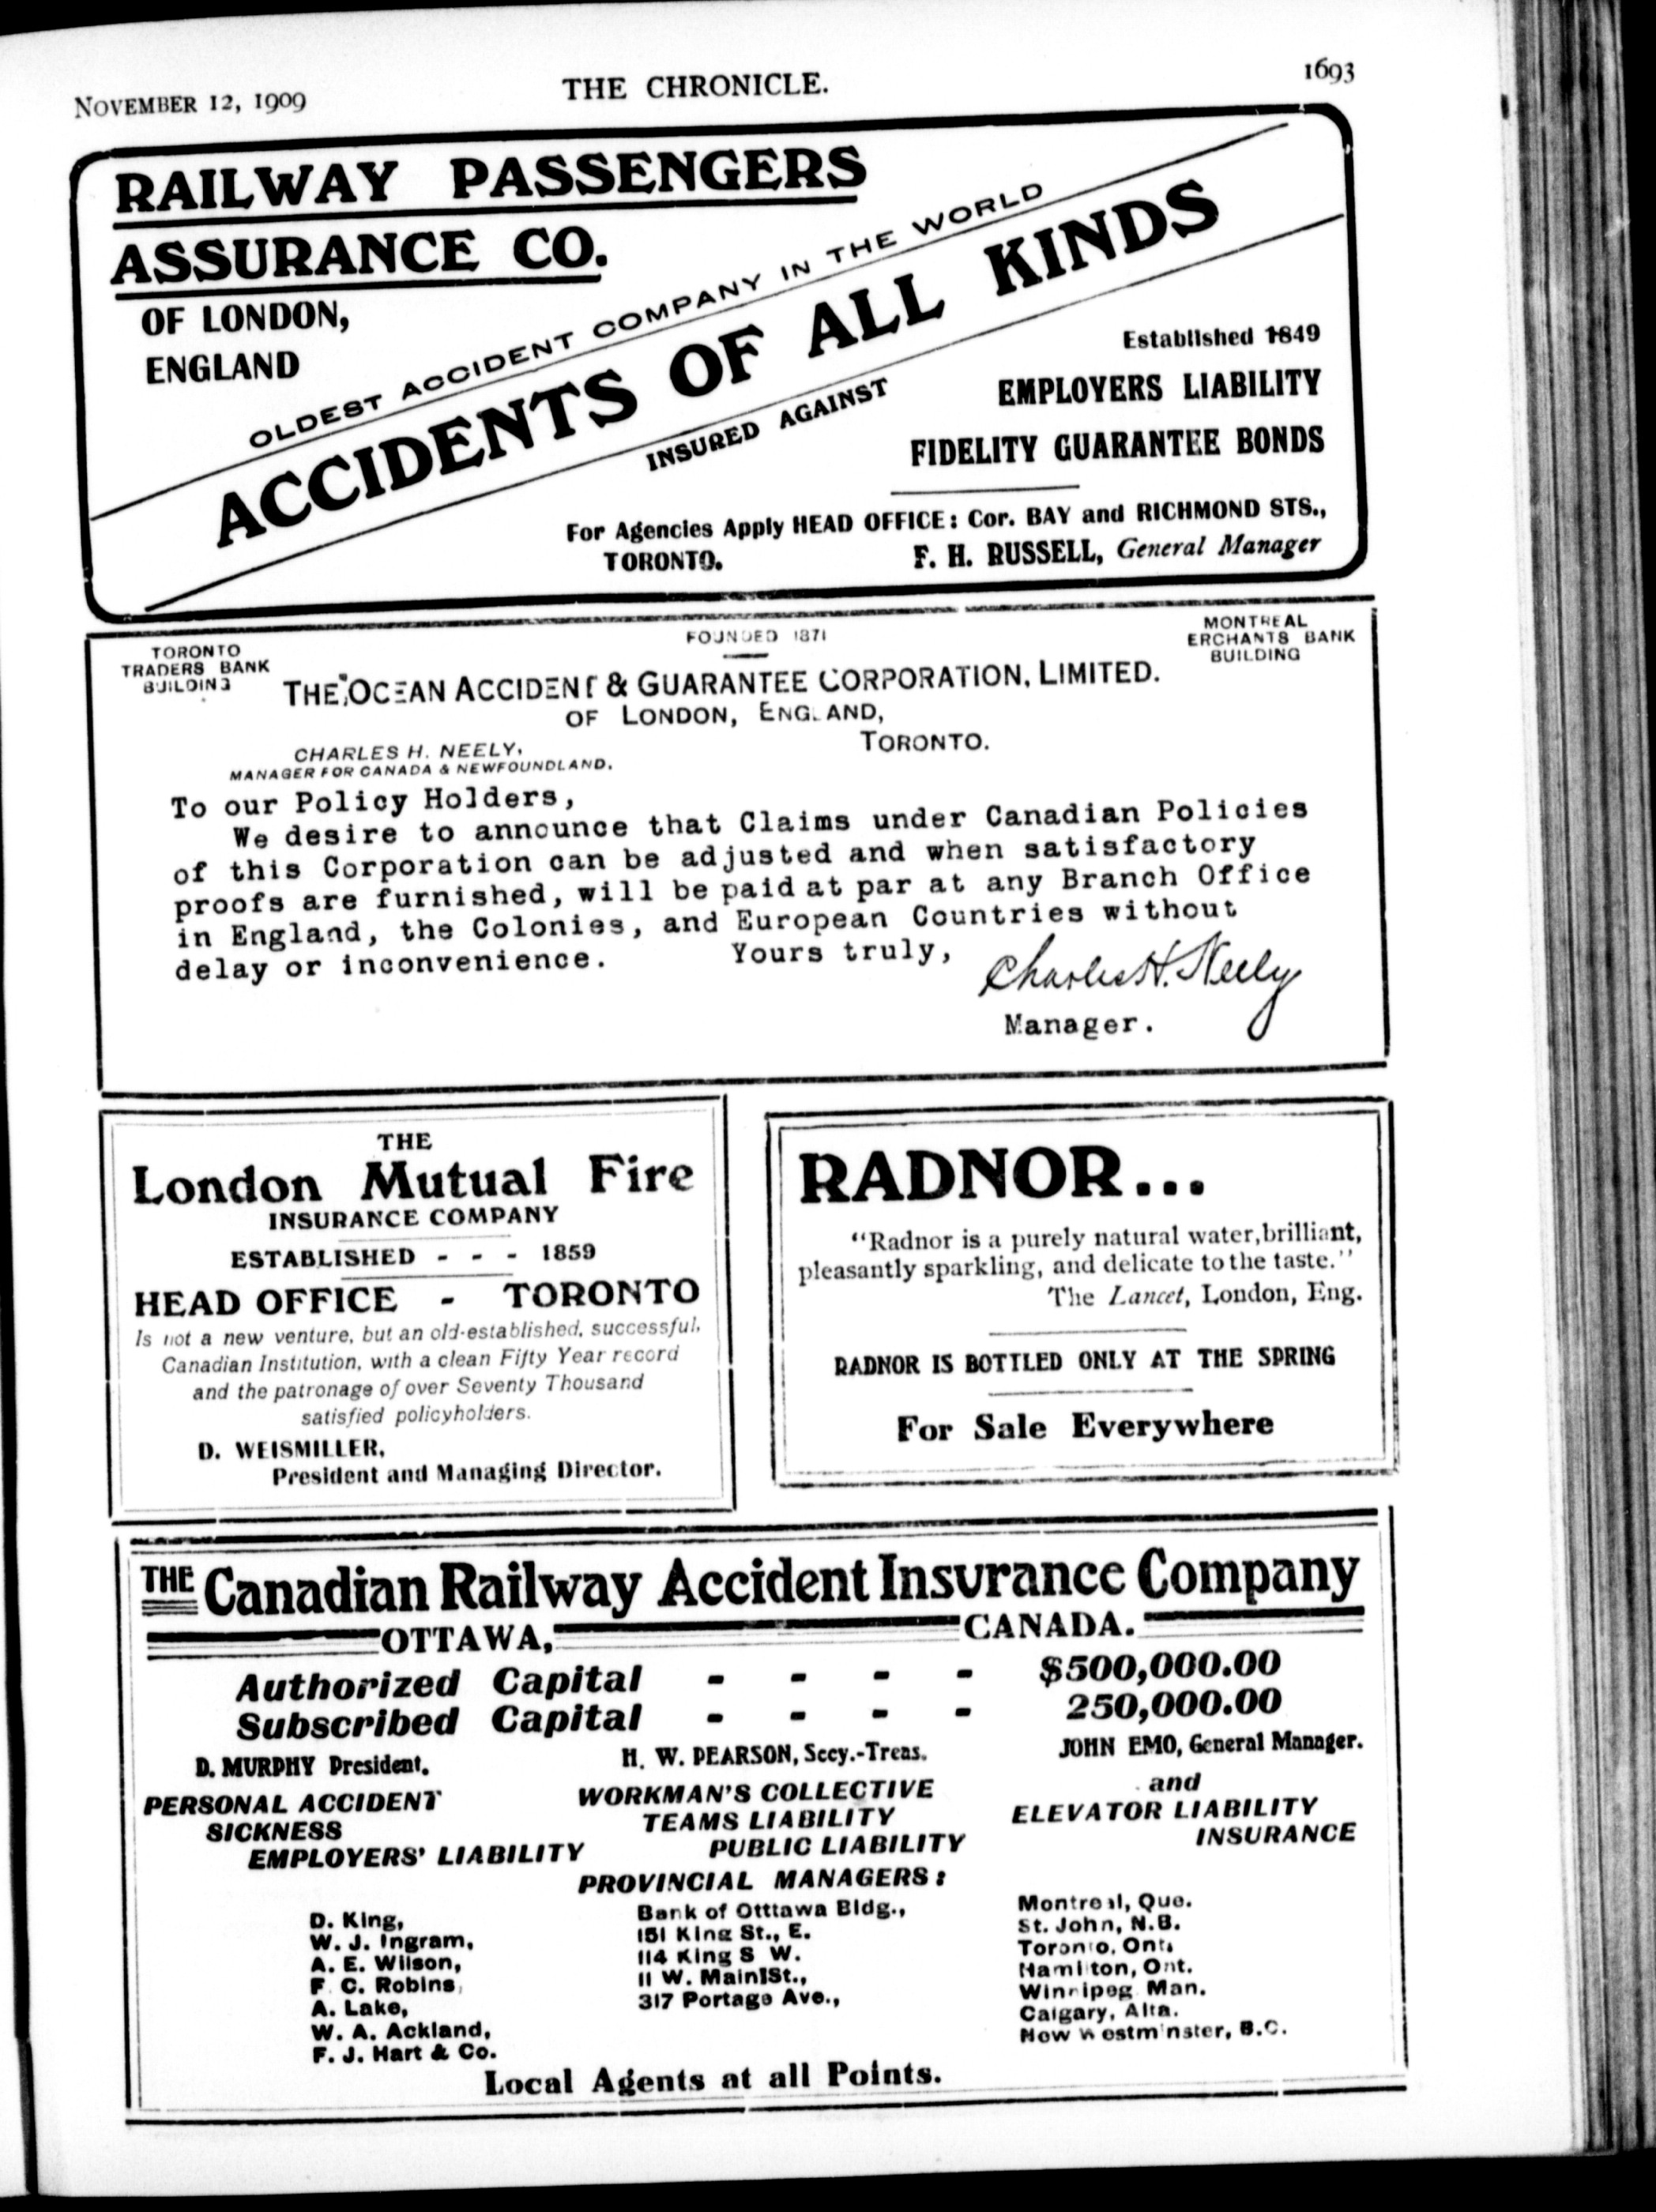 NOVEMBER 12, 1909
THE CHRONICLE.
1693
RAILWAY PASSENGERS
ASSURANCE CO.
OF LONDON,
ENGLAND
OLDEST ACCIDENT COMPANY IN THE WORLD
ACCIDENTS OF ALL KINDS
INSURED AGAINST
Established 1849
EMPLOYERS LIABILITY
FIDELITY GUARANTEE BONDS
For Agencies Apply HEAD OFFICE: Cor. BAY and RICHMOND STS.,
TORONTO. F. H. RUSSELL, General Manager
TORONTO
TRADERS BANK
BUILDING
FOUNDED 1871
MONTREAL
ERCHANTS BANK
BUILDING
THE OCEAN ACCIDENT & GUARANTEE CORPORATION, LIMITED.
OF LONDON, ENGLAND,
TORONTO.
CHARLES H. NEELY,
MANAGER FOR CANADA & NEWFOUNDLAND.
To our Policy Holders,
We desire to announce that Claims under Canadian Policies
of this Corporation can be adjusted and when satisfactory
proofs are furnished, will be paid at par at any Branch Office
in England, the Colonies, and European Countries without
delay or inconvenience. Yours truly,
Charles H. Neely
Manager.
THE
London Mutual Fire
INSURANCE COMPANY
ESTABLISHED - - - 1859
HEAD OFFICE - TORONTO
Is not a new venture, but an old-established, successful,
Canadian Institution, with a clean Fifty Year record
and the patronage of over Seventy Thousand
satisfied policyholders.
D. WEISMILLER,
President and Managing Director.
RADNOR...
"Radnor is a purely natural water, brilliant,
pleasantly sparkling, and delicate to the taste."
The Lancet, London, Eng.
RADNOR IS BOTTLED ONLY AT THE SPRING
For Sale Everywhere
THE Canadian Railway Accident Insurance Company
OTTAWA, CANADA.
Authorized Capital - - - - $500,000.00
Subscribed Capital - - - - 250,000.00
D. MURPHY President. H. W. PEARSON, Secy.-Treas. JOHN EMO, General Manager.
PERSONAL ACCIDENT
SICKNESS
EMPLOYERS' LIABILITY
WORKMAN'S COLLECTIVE
TEAMS LIABILITY
PUBLIC LIABILITY
and
ELEVATOR LIABILITY
INSURANCE
PROVINCIAL MANAGERS:
D. King,
W. J. Ingram,
A. E. Wilson,
F. C. Robins,
A. Lake,
W. A. Ackland,
F. J. Hart & Co.
Bank of Otttawa Bldg.,
151 King St., E.
114 King S W.
11 W. Main1St.,
317 Portage Ave.,
Montreal, Que.
St. John, N.B.
Toronto, Ont.
Hamilton, Ont.
Winnipeg Man.
Calgary, Alta.
New Westminster, B.C.
Local Agents at all Points.